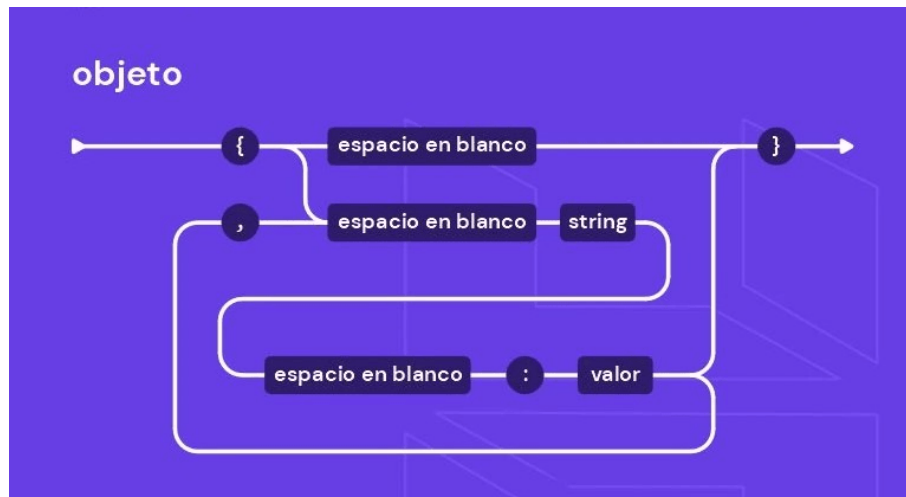 objeto
{ espacio en blanco }
, espacio en blanco string
espacio en blanco : valor